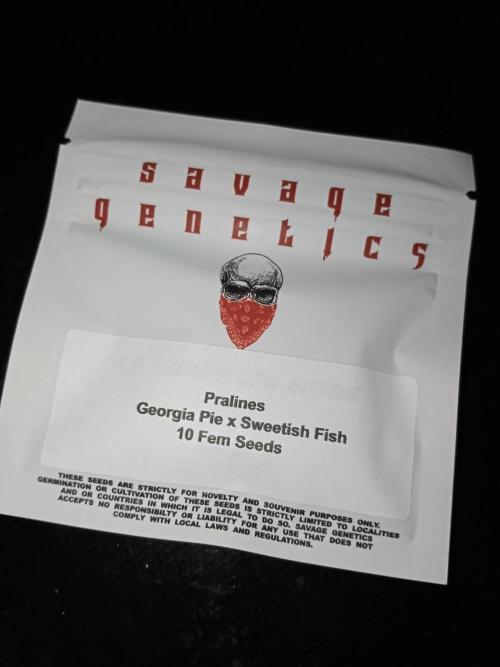 savage
genetics
Pralines
Georgia Pie x Sweetish Fish
10 Fem Seeds
THESE SEEDS ARE STRICTLY FOR NOVELTY AND SOUVENIR PURPOSES ONLY.
GERMINATION OR CULTIVATION OF THESE SEEDS IS STRICTLY LIMITED TO LOCALITIES
AND OR COUNTRIES IN WHICH IT IS LEGAL TO DO SO. SAVAGE GENETICS
ACCEPTS NO RESPONSIBILTY OR LIABILITY FOR ANY USE THAT DOES NOT
COMPLY WITH LOCAL LAWS AND REGULATIONS.